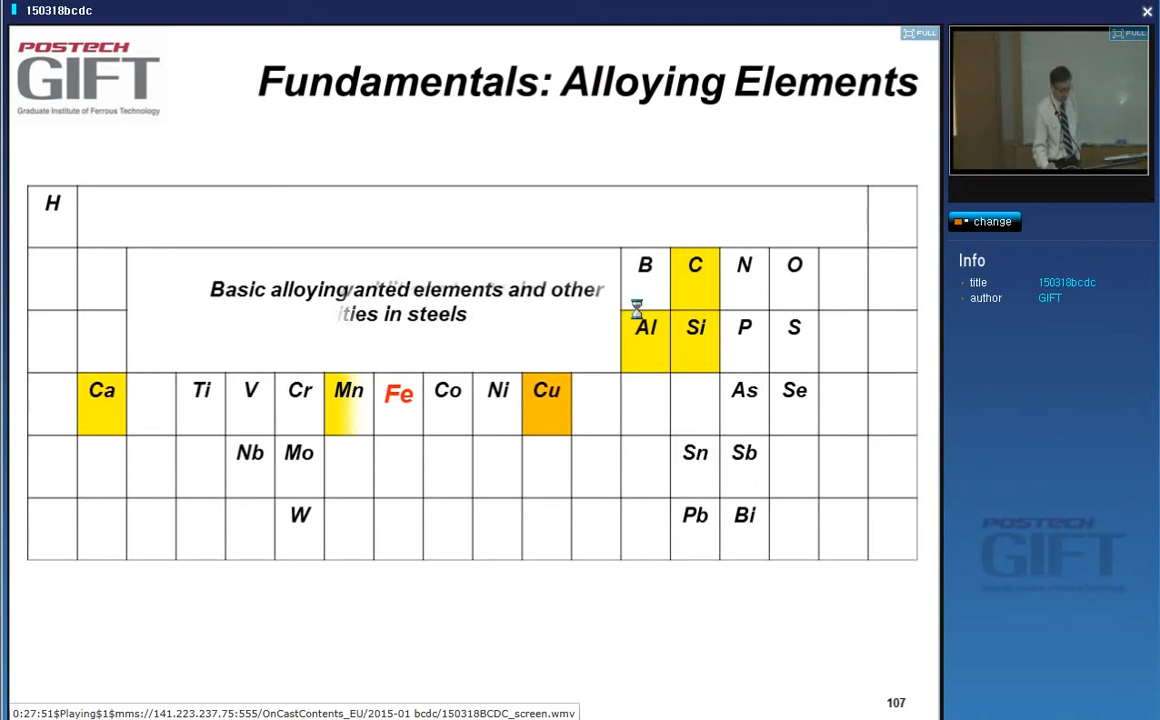 150318bcdc
POSTECH
GIFT
Graduate Institute of Ferrous Technology
Fundamentals: Alloying Elements
FULL
FULL
change
Info
title 150318bcdc
author GIFT
H
B C N O
Basic alloying anted elements and other
ities in steels
Al Si P S
Ca Ti V Cr Mn Fe Co Ni Cu As Se
Nb Mo Sn Sb
W Pb Bi
POSTECH
GIFT
107
0:27:51$Playing$1$mms://141.223.237.75:555/OnCastContents_EU/2015-01 bcdc/150318BCDC_screen.wmv